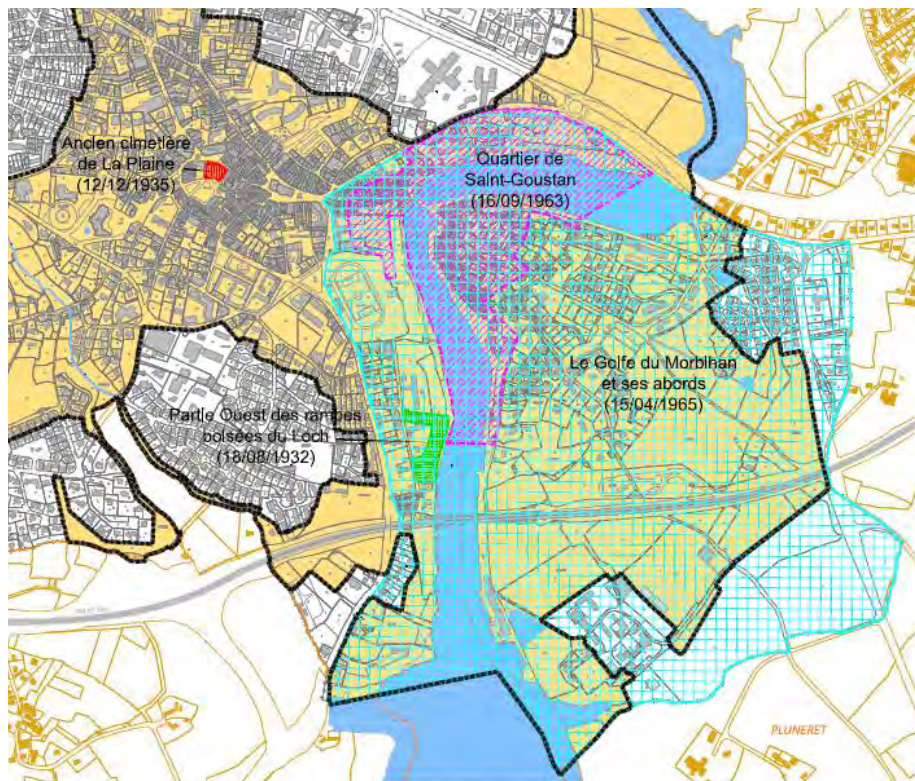 Ancien cimetière
de La Plaine
(12/12/1935)
Quartier de
Saint-Goustan
(16/09/1963)
Le Golfe du Morbihan
et ses abords
(15/04/1965)
Partie Ouest des rampes
boisées du Loch
(18/08/1932)
PLUNERET